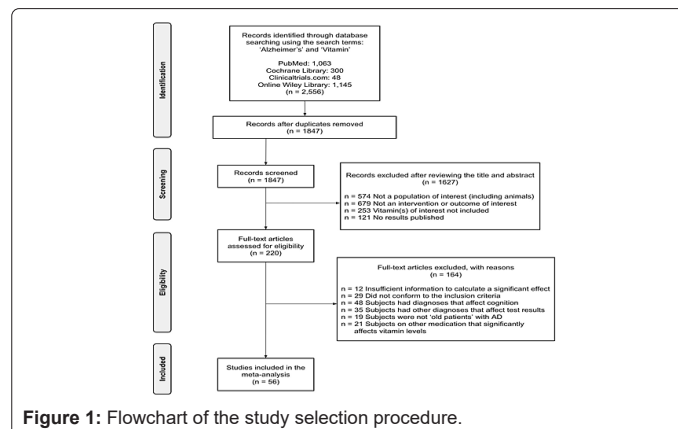 Identification
Records identified through database
searching using the search terms:
'Alzheimer's' and 'Vitamin'
PubMed: 1,063
Cochrane Library: 300
Clinicaltrials.com: 48
Online Wiley Library: 1,145
(n = 2,556)
Records after duplicates removed
(n = 1847)
Screening
Records screened
(n = 1847)
Records excluded after reviewing the title and abstract
(n = 1627)
n = 574 Not a population of interest (including animals)
n = 679 Not an intervention or outcome of interest
n = 253 Vitamin(s) of interest not included
n = 121 No results published
Eligibility
Full-text articles
assessed for eligibility
(n = 220)
Full-text articles excluded, with reasons
(n = 164)
n = 12 Insufficient information to calculate a significant effect
n = 29 Did not conform to the inclusion criteria
n = 48 Subjects had diagnoses that affect cognition
n = 35 Subjects had other diagnoses that affect test results
n = 19 Subjects were not 'old patients' with AD
n = 21 Subjects on other medication that significantly
affects vitamin levels
Included
Studies included in the
meta-analysis
(n = 56)
Figure 1: Flowchart of the study selection procedure.